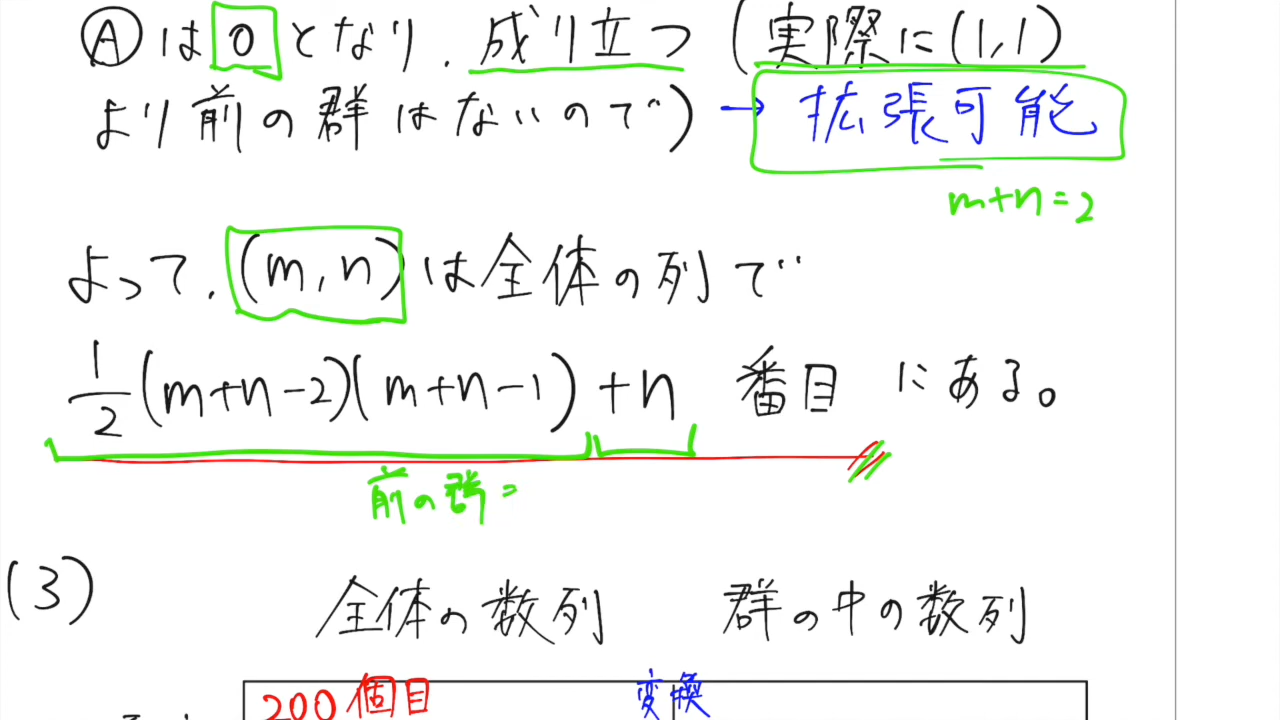 Ⓐは0となり.成り立つ(実際に(1,1)
より前の群はないので)→拡張可能
m+n=2
よって.(m,n)は全体の列で
1/2(m+n-2)(m+n-1)+n 番目 にある。
前の群
(3)
全体の数列 群の中の数列
200個目 変換